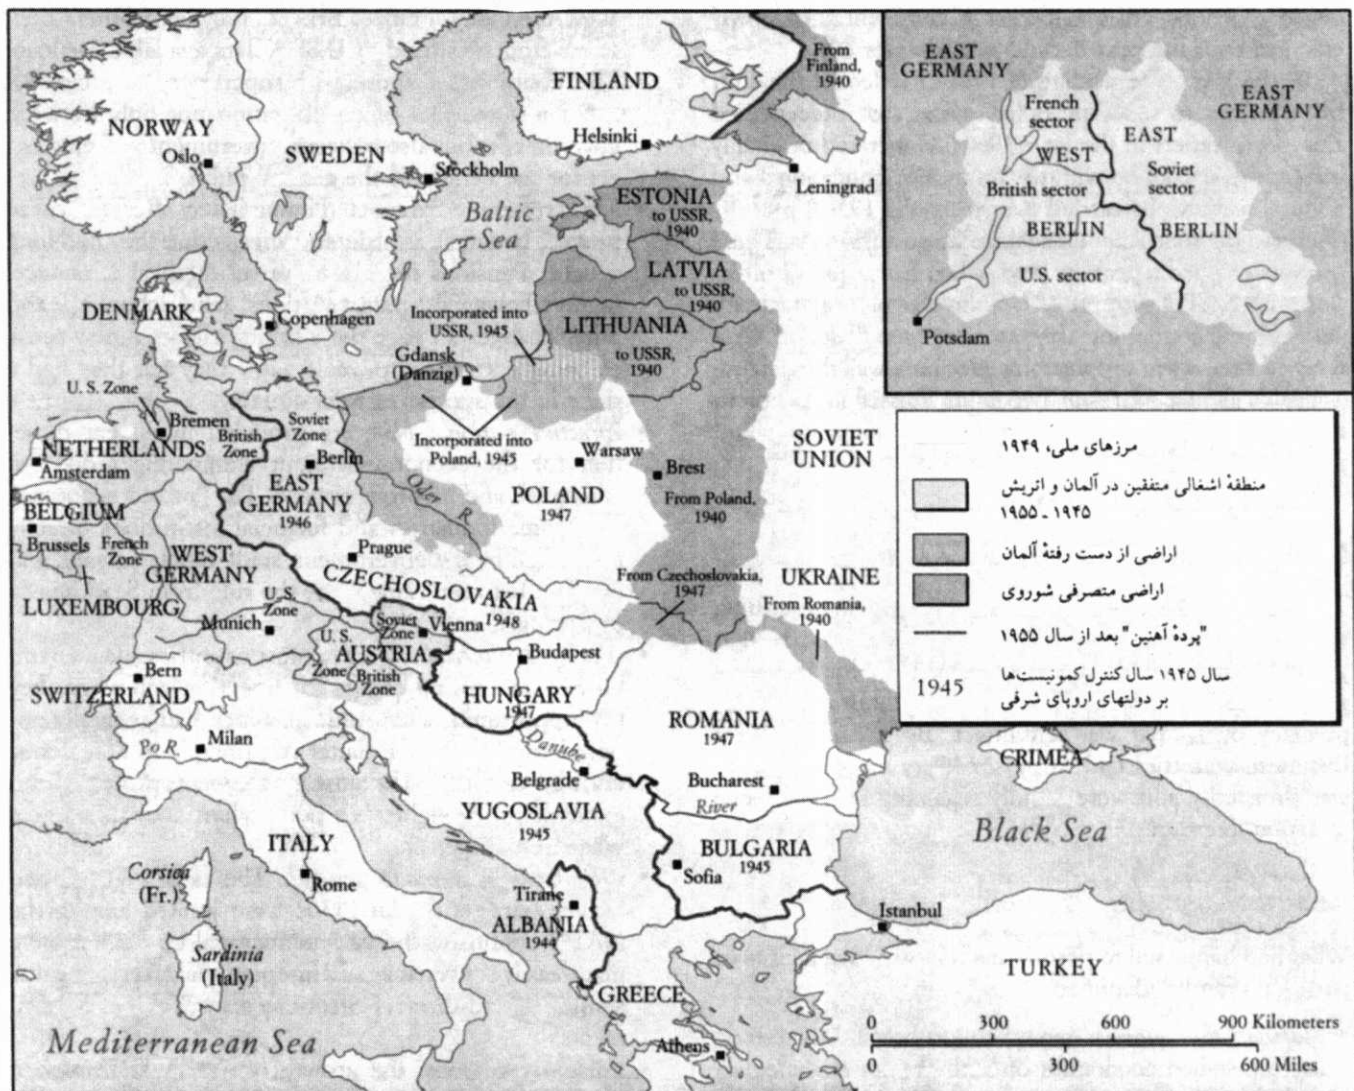 NORWAY
Oslo
SWEDEN
Stockholm
FINLAND
Helsinki
From
Finland,
1940
Leningrad
Baltic
Sea
ESTONIA
to USSR,
1940
LATVIA
to USSR,
1940
LITHUANIA
to USSR,
1940
Incorporated into
USSR, 1945
DENMARK
Copenhagen
Gdansk
(Danzig)
U. S. Zone
Bremen
British
Zone
Soviet
Zone
Berlin
NETHERLANDS
Amsterdam
EAST
GERMANY
1946
Incorporated into
Poland, 1945
Oder R.
Warsaw
POLAND
1947
Brest
From Poland,
1940
SOVIET
UNION
BELGIUM
Brussels
French
Zone
WEST
GERMANY
LUXEMBOURG
U. S.
Zone
Munich
Prague
CZECHOSLOVAKIA
1948
From Czechoslovakia,
1947
UKRAINE
From Romania,
1940
Soviet
Zone
Vienna
U. S.
Zone
AUSTRIA
British
Zone
Bern
SWITZERLAND
Budapest
HUNGARY
1947
ROMANIA
1947
Po R.
Milan
Danube
Belgrade
Bucharest
River
CRIMEA
YUGOSLAVIA
1945
Black Sea
ITALY
BULGARIA
1945
Sofia
Corsica
(Fr.)
Rome
Tirane
ALBANIA
1944
Istanbul
Sardinia
(Italy)
GREECE
TURKEY
Athens
Mediterranean Sea
0 300 600 900 Kilometers
0 300 600 Miles
EAST
GERMANY
French
sector
EAST
GERMANY
WEST
EAST
British sector
Soviet
sector
BERLIN
BERLIN
U.S. sector
Potsdam
مرزهای ملی، ۱۹۴۹
منطقهٔ اشغالی متفقین در آلمان و اتریش
۱۹۴۵ ـ ۱۹۵۵
اراضی از دست رفتهٔ آلمان
اراضی متصرفی شوروی
"پردهٔ آهنین" بعد از سال ۱۹۵۵
1945
سال ۱۹۴۵ سال کنترل کمونیست‌ها
بر دولتهای اروپای شرفی